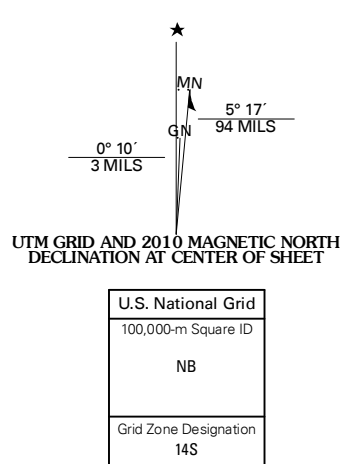 MN
5° 17´
94 MILS
GN
0° 10´
3 MILS
UTM GRID AND 2010 MAGNETIC NORTH
DECLINATION AT CENTER OF SHEET
U.S. National Grid
100,000-m Square ID
NB
Grid Zone Designation
14S